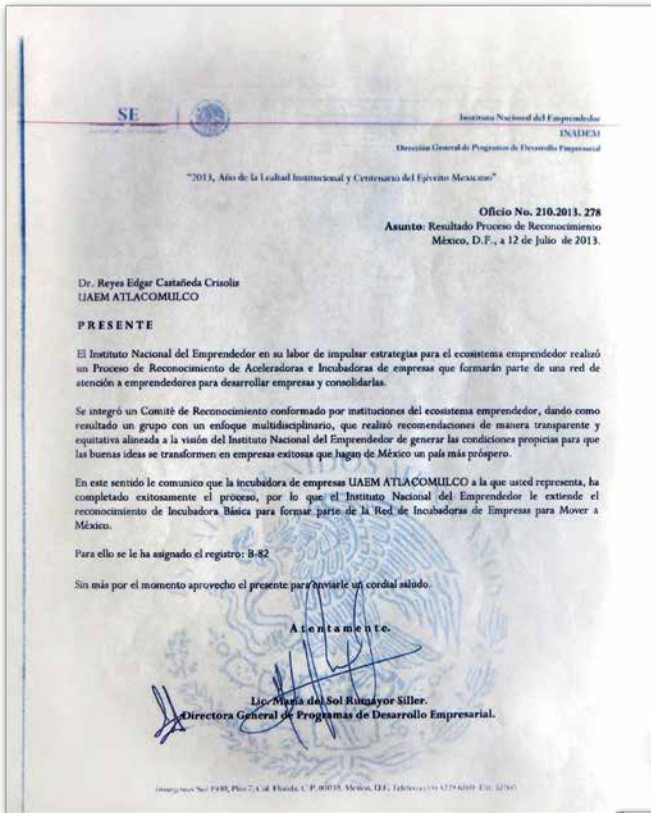 SE
Instituto Nacional del Emprendedor
INADEM
Dirección General de Programas de Desarrollo Empresarial
"2013, Año de la Lealtad Institucional y Centenario del Ejército Mexicano"
Oficio No. 210.2013. 278
Asunto: Resultado Proceso de Reconocimiento
México, D.F., a 12 de Julio de 2013.
Dr. Reyes Edgar Castañeda Crisolis
UAEM ATLACOMULCO
PRESENTE
El Instituto Nacional del Emprendedor en su labor de impulsar estrategias para el ecosistema emprendedor realizó
un Proceso de Reconocimiento de Aceleradoras e Incubadoras de empresas que formarán parte de una red de
atención a emprendedores para desarrollar empresas y consolidarlas.
Se integró un Comité de Reconocimiento conformado por instituciones del ecosistema emprendedor, dando como
resultado un grupo con un enfoque multidisciplinario, que realizó recomendaciones de manera transparente y
equitativa alineada a la visión del Instituto Nacional del Emprendedor de generar las condiciones propicias para que
las buenas ideas se transformen en empresas exitosas que hagan de México un país más próspero.
En este sentido le comunico que la incubadora de empresas UAEM ATLACOMULCO a la que usted representa, ha
completado exitosamente el proceso, por lo que el Instituto Nacional del Emprendedor le extiende el
reconocimiento de Incubadora Básica para formar parte de la Red de Incubadoras de Empresas para Mover a
México.
Para ello se le ha asignado el registro: B-82
Sin más por el momento aprovecho el presente para enviarle un cordial saludo.
Atentamente.
Lic. María del Sol Rumayor Siller.
Directora General de Programas de Desarrollo Empresarial.
Sur 1940, Piso 7, Col. Florida, C.P. 01030, México, D.F.